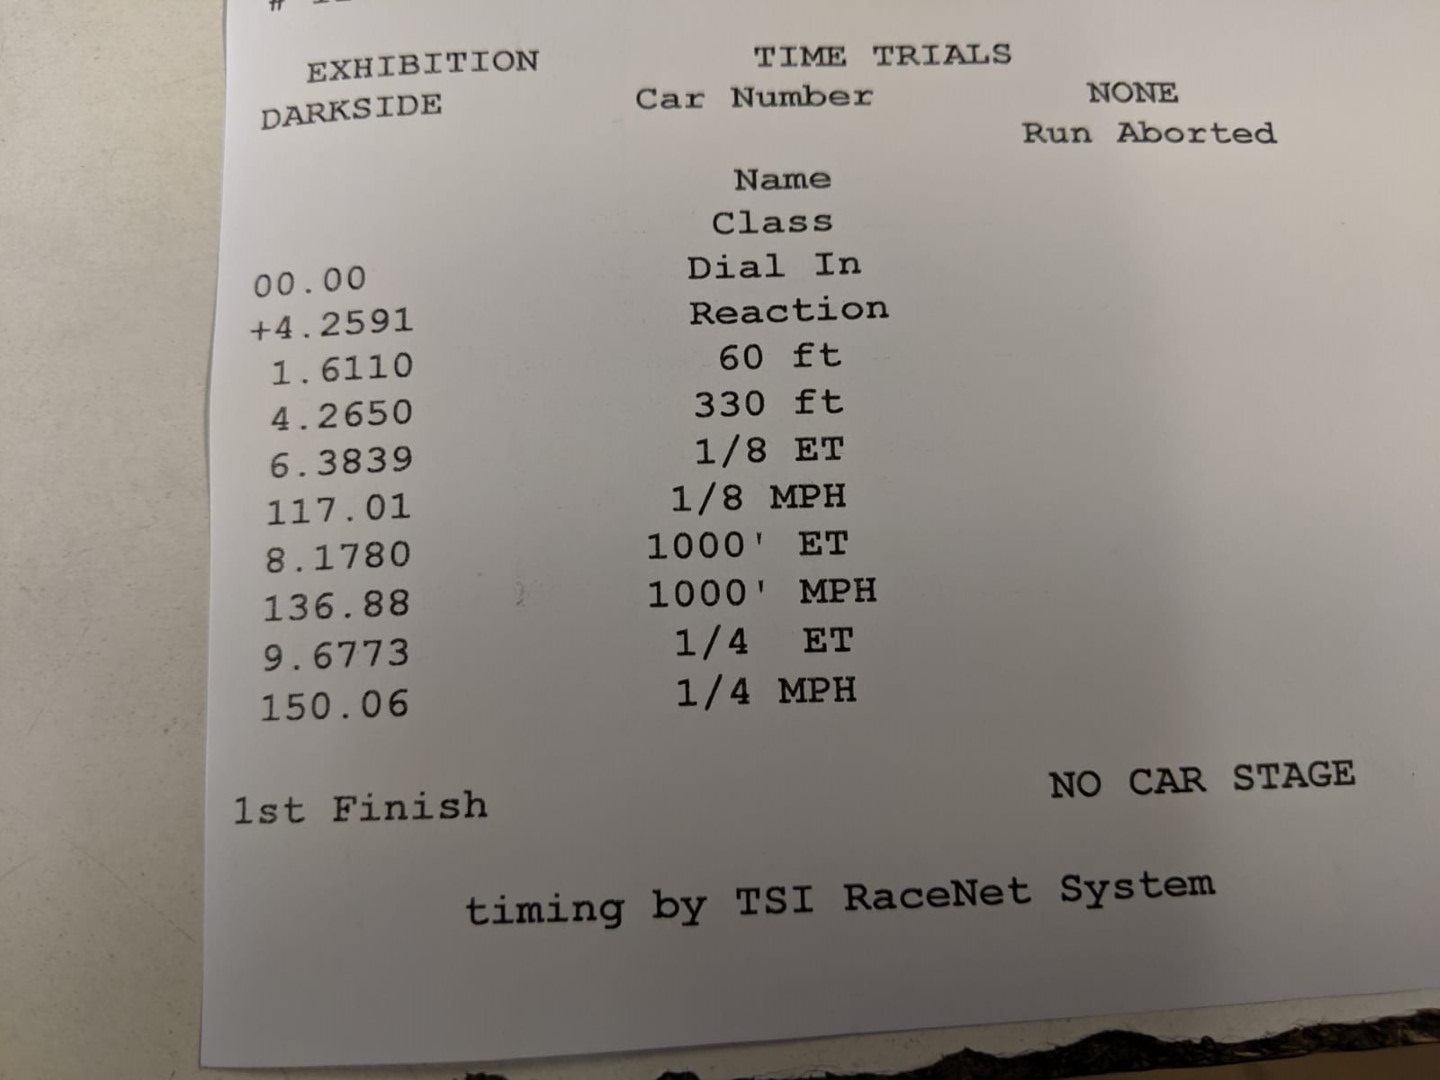 EXHIBITION TIME TRIALS
DARKSIDE Car Number NONE
Run Aborted
Name
Class
00.00 Dial In
+4.2591 Reaction
1.6110 60 ft
4.2650 330 ft
6.3839 1/8 ET
117.01 1/8 MPH
8.1780 1000' ET
136.88 1000' MPH
9.6773 1/4 ET
150.06 1/4 MPH
1st Finish NO CAR STAGE
timing by TSI RaceNet System